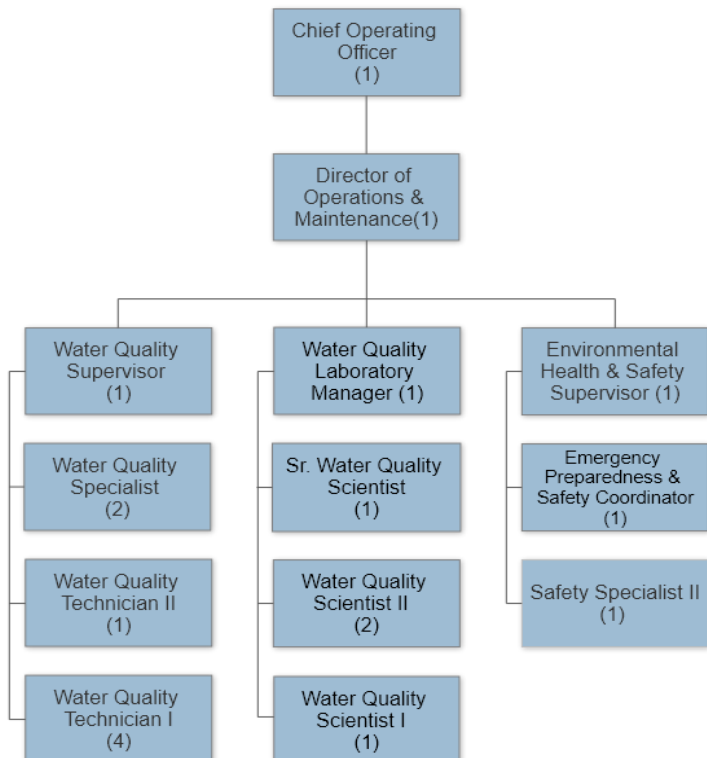 Chief Operating
Officer
(1)
Director of
Operations &
Maintenance(1)
Water Quality
Supervisor
(1)
Water Quality
Laboratory
Manager (1)
Environmental
Health & Safety
Supervisor (1)
Water Quality
Specialist
(2)
Sr. Water Quality
Scientist
(1)
Emergency
Preparedness &
Safety Coordinator
(1)
Water Quality
Technician II
(1)
Water Quality
Scientist II
(2)
Safety Specialist II
(1)
Water Quality
Technician I
(4)
Water Quality
Scientist I
(1)